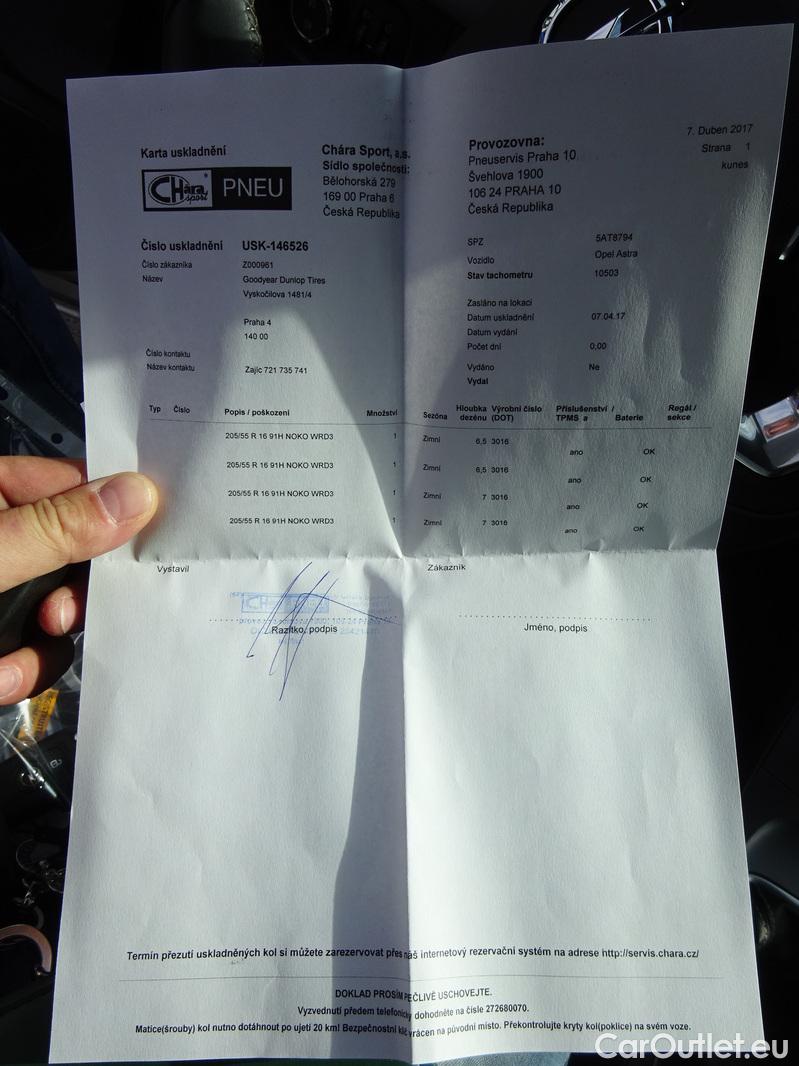 Karta uskladnění
CHára sport PNEU
Chára Sport, a.s.
Sídlo společnosti:
Bělohorská 279
169 00 Praha 6
Česká Republika
Provozovna:
Pneuservis Praha 10
Švehlova 1900
106 24 PRAHA 10
Česká Republika
7. Duben 2017
Strana 1
kunes
Číslo uskladnění USK-146526
Číslo zákazníka Z000961
Název Goodyear Dunlop Tires
Vyskočilova 1481/4
Praha 4
140 00
Číslo kontaktu
Název kontaktu Zajíc 721 735 741
SPZ 5AT8794
Vozidlo Opel Astra
Stav tachometru 10503
Zasláno na lokaci
Datum uskladnění 07.04.17
Datum vydání
Počet dní 0,00
Vydáno Ne
Vydal
Typ Číslo Popis / poškození Množství Sezóna Hloubka dezénu Výrobní číslo (DOT) Příslušenství / TPMS a Baterie Regál / sekce
205/55 R 16 91H NOKO WRD3 1 Zimní 6,5 3016
ano OK
205/55 R 16 91H NOKO WRD3 1 Zimní 6,5 3016
ano OK
205/55 R 16 91H NOKO WRD3 1 Zimní 7 3016
ano OK
205/55 R 16 91H NOKO WRD3 1 Zimní 7 3016
ano OK
Vystavil
Zákazník
Razítko, podpis
Jméno, podpis
Termín přezutí uskladněných kol si můžete zarezervovat přes náš internetový rezervační systém na adrese http://servis.chara.cz/
DOKLAD PROSÍM PEČLIVĚ USCHOVEJTE.
Vyzvednutí předem telefonicky dohodněte na čísle 272680070.
Matice(šrouby) kol nutno dotáhnout po ujetí 20 km! Bezpečnostní klíč vrácen na původní místo. Překontrolujte kryty kol(poklice) na svém voze.
CarOutlet.eu